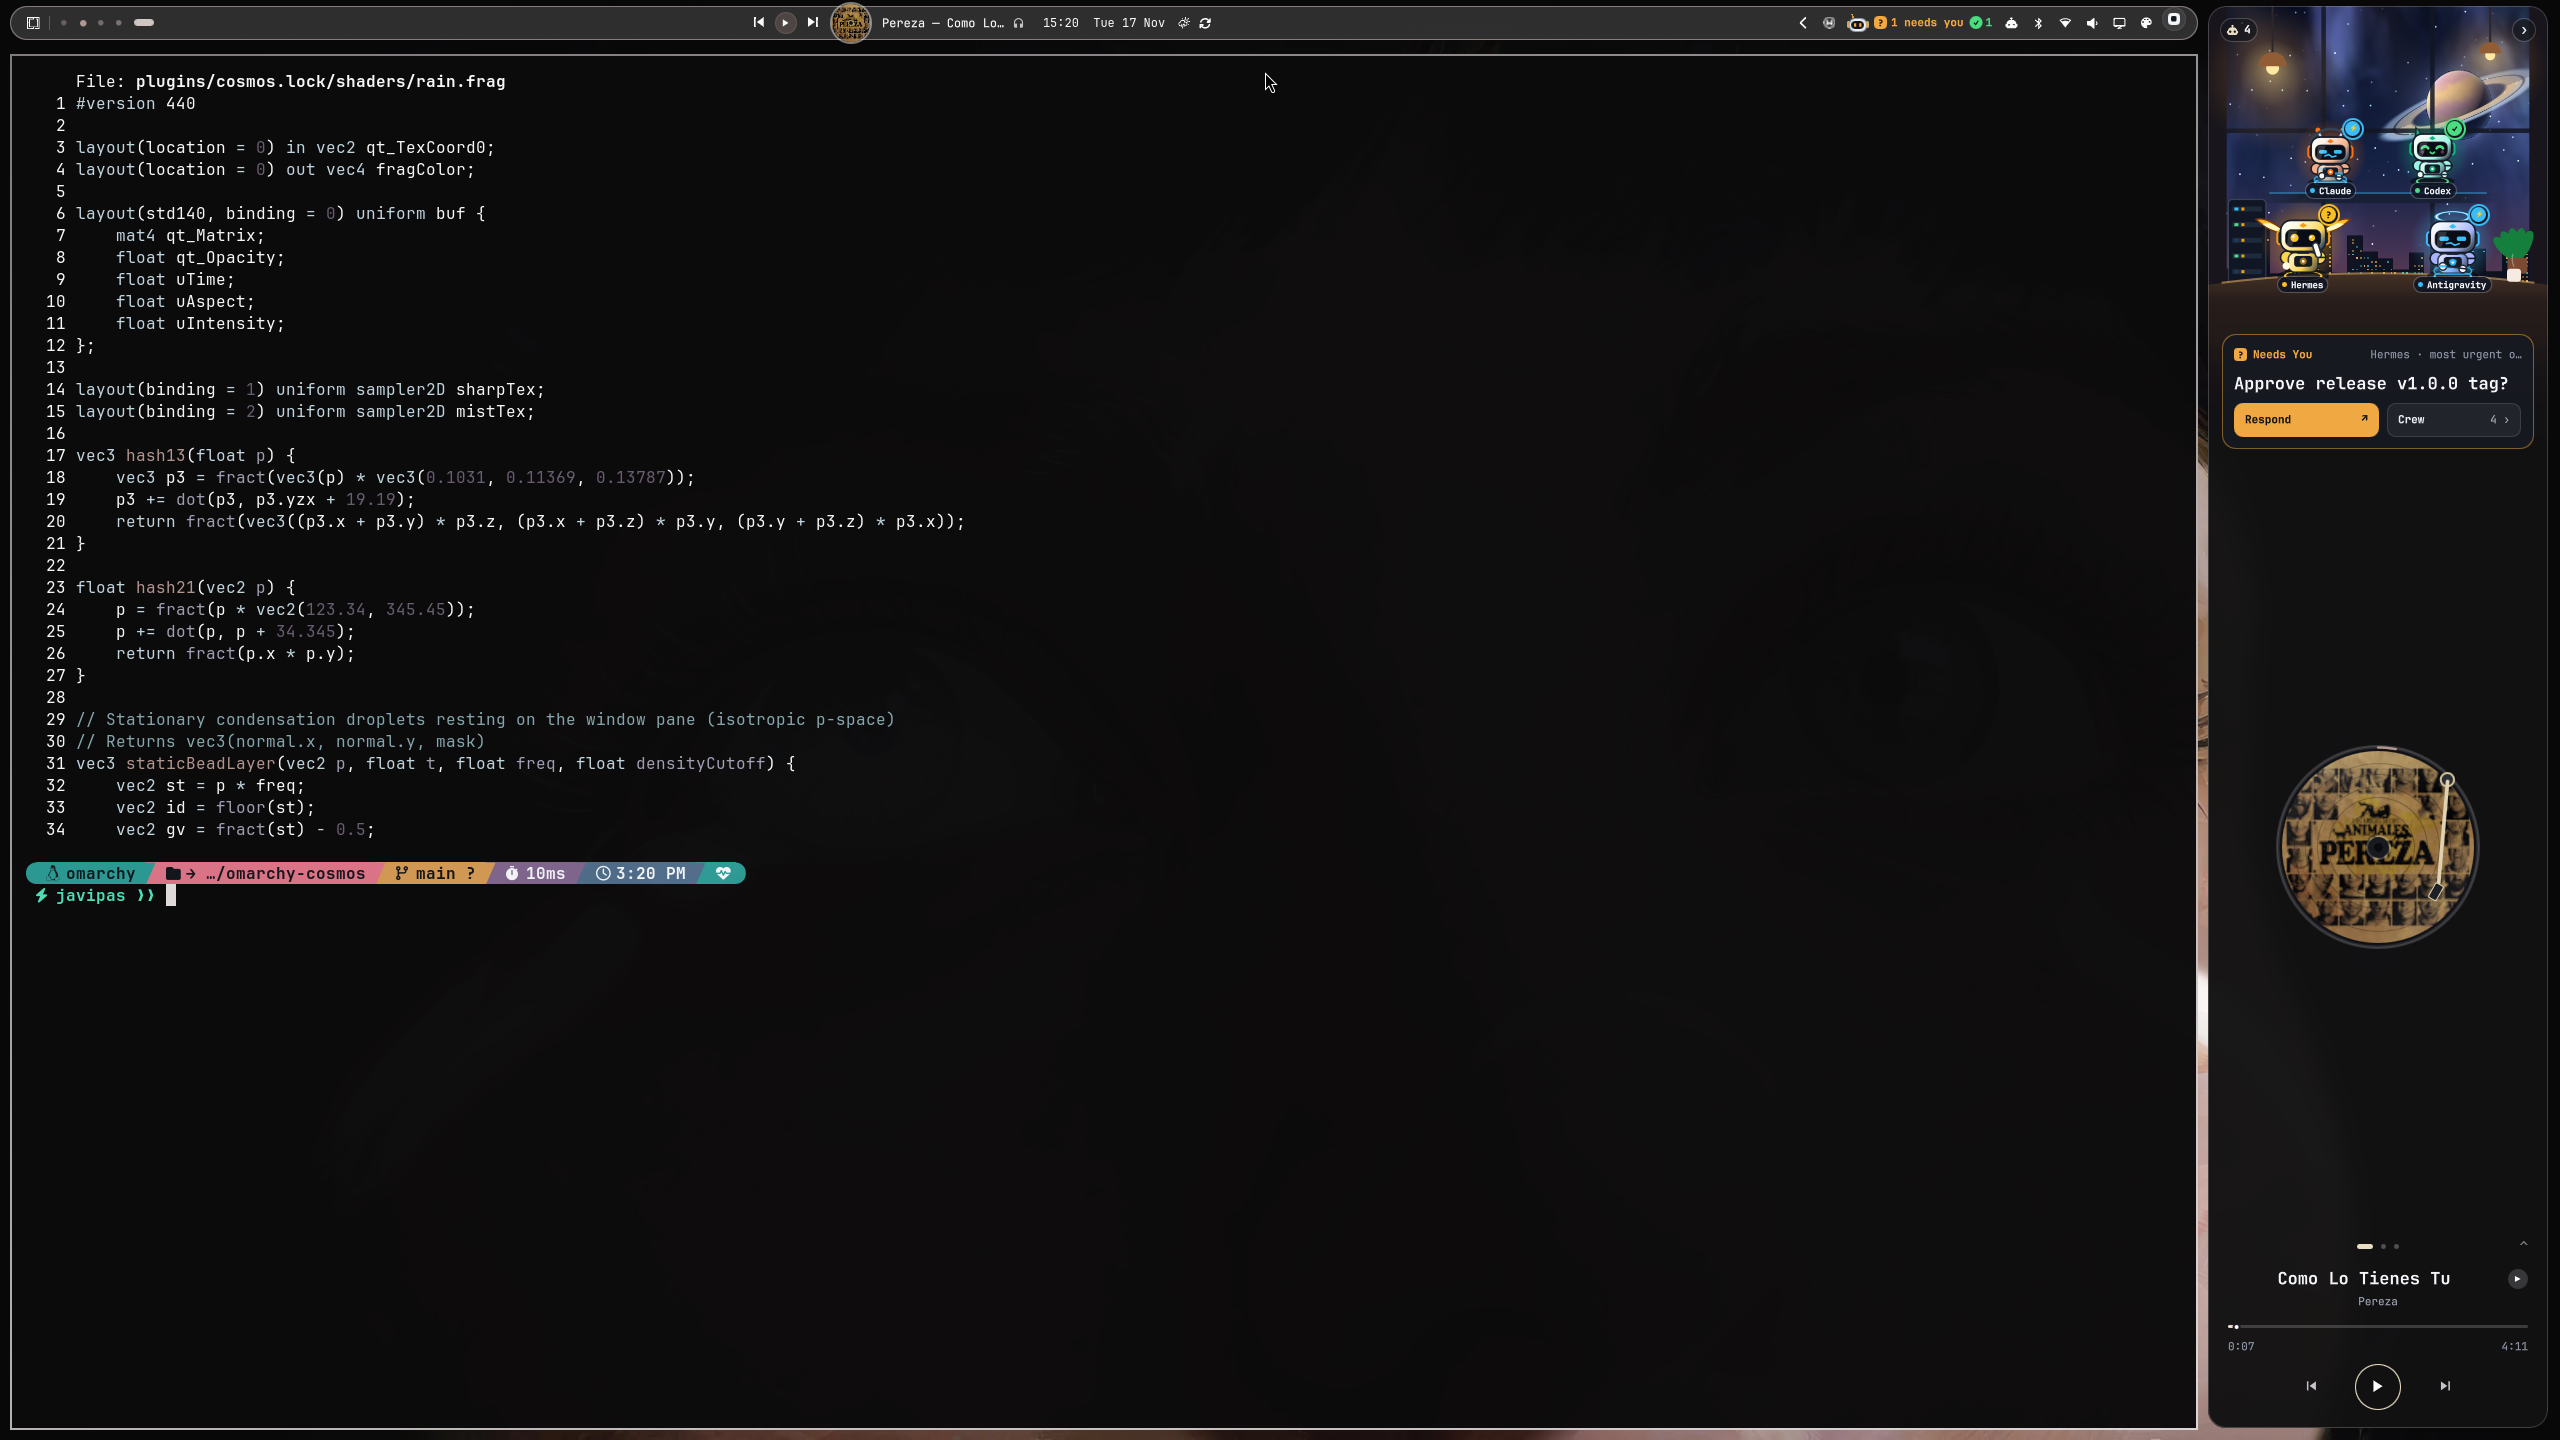 Pereza – Como Lo…
15:20 Tue 17 Nov
? 1 needs you 1
4
File: plugins/cosmos.lock/shaders/rain.frag
1 #version 440
2
3 layout(location = 0) in vec2 qt_TexCoord0;
4 layout(location = 0) out vec4 fragColor;
5
6 layout(std140, binding = 0) uniform buf {
7     mat4 qt_Matrix;
8     float qt_Opacity;
9     float uTime;
10     float uAspect;
11     float uIntensity;
12 };
13
14 layout(binding = 1) uniform sampler2D sharpTex;
15 layout(binding = 2) uniform sampler2D mistTex;
16
17 vec3 hash13(float p) {
18     vec3 p3 = fract(vec3(p) * vec3(0.1031, 0.11369, 0.13787));
19     p3 += dot(p3, p3.yzx + 19.19);
20     return fract(vec3((p3.x + p3.y) * p3.z, (p3.x + p3.z) * p3.y, (p3.y + p3.z) * p3.x));
21 }
22
23 float hash21(vec2 p) {
24     p = fract(p * vec2(123.34, 345.45));
25     p += dot(p, p + 34.345);
26     return fract(p.x * p.y);
27 }
28
29 // Stationary condensation droplets resting on the window pane (isotropic p-space)
30 // Returns vec3(normal.x, normal.y, mask)
31 vec3 staticBeadLayer(vec2 p, float t, float freq, float densityCutoff) {
32     vec2 st = p * freq;
33     vec2 id = floor(st);
34     vec2 gv = fract(st) - 0.5;
omarchy → …/omarchy-cosmos main ? 10ms 3:20 PM
javipas ❯❯
Claude Codex
?
Hermes Antigravity
? Needs You Hermes · most urgent o…
Approve release v1.0.0 tag?
Respond ↗ Crew 4 ›
ANIMALES
PEREZA
Como Lo Tienes Tu
Pereza
0:07 4:11